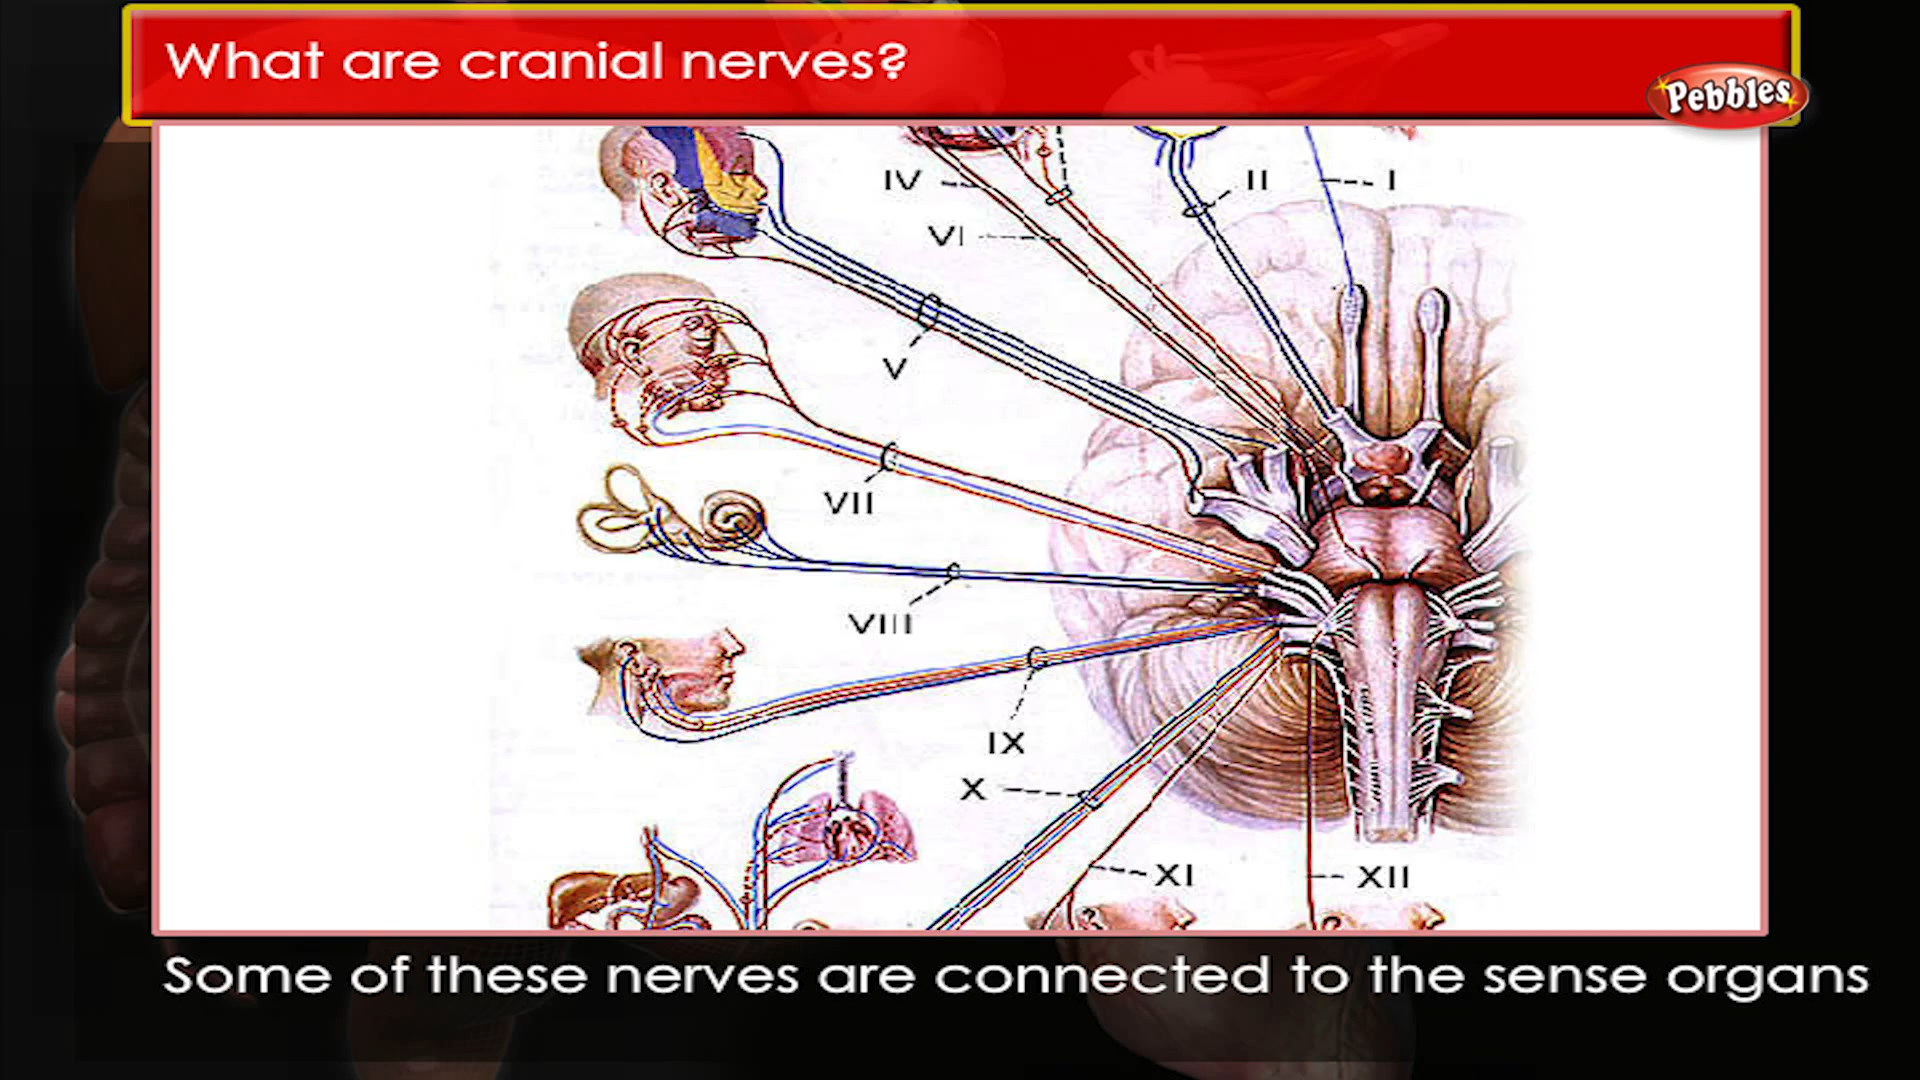 What are cranial nerves?
Pebbles
IV
II
I
VI
V
VII
VIII
IX
X
XI
XII
Some of these nerves are connected to the sense organs